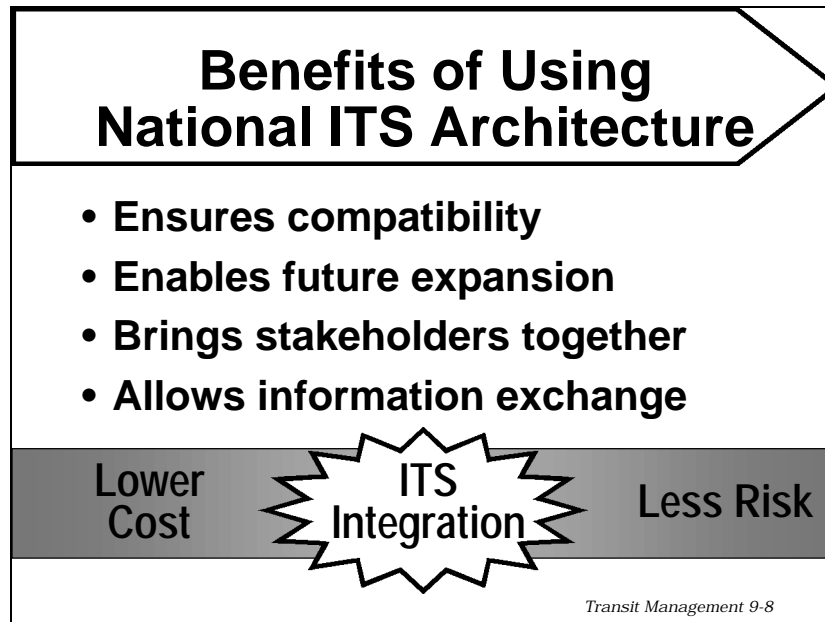 Benefits of Using
National ITS Architecture
• Ensures compatibility
• Enables future expansion
• Brings stakeholders together
• Allows information exchange
Lower
Cost
ITS
Integration
Less Risk
Transit Management 9-8